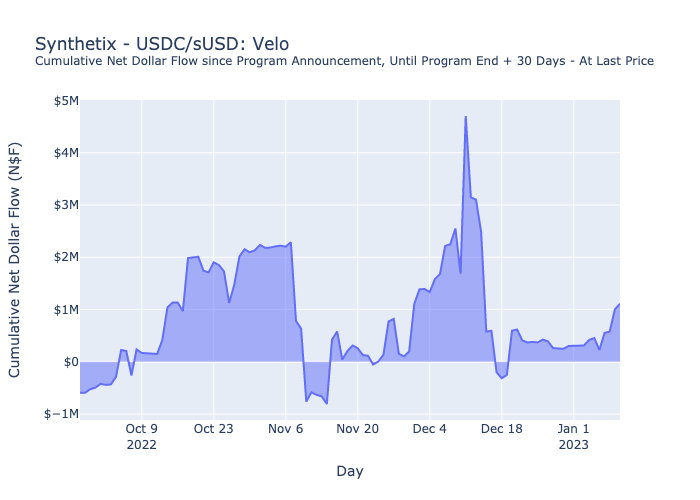 Synthetix - USDC/sUSD: Velo
Cumulative Net Dollar Flow since Program Announcement, Until Program End + 30 Days - At Last Price
Cumulative Net Dollar Flow (N$F)
$5M
$4M
$3M
$2M
$1M
$0
$−1M
Oct 9 Oct 23 Nov 6 Nov 20 Dec 4 Dec 18 Jan 1
2022 2023
Day